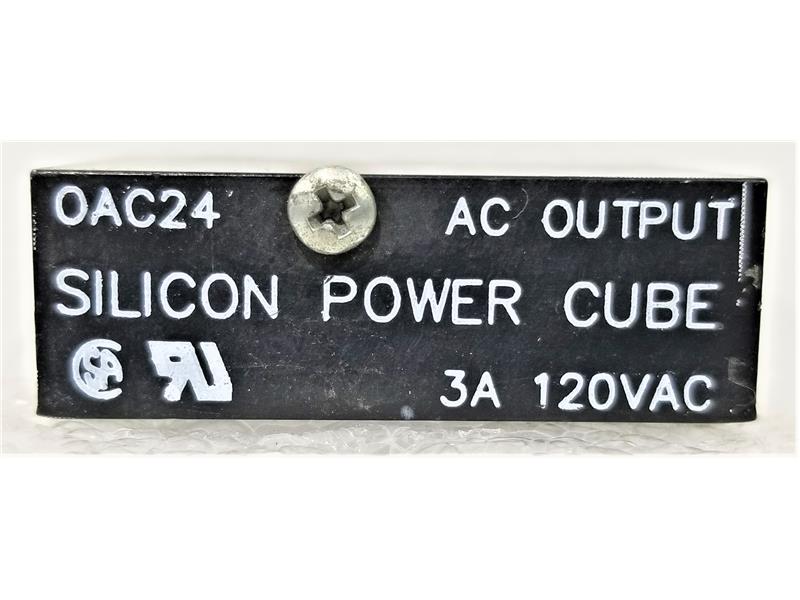 OAC24 AC OUTPUT
SILICON POWER CUBE
3A 120VAC